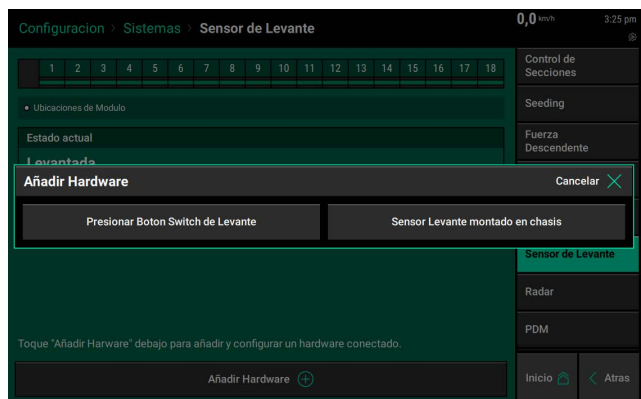 Configuracion > Sistemas > Sensor de Levante
0,0 km/h
3:25 pm
1 2 3 4 5 6 7 8 9 10 11 12 13 14 15 16 17 18
• Ubicaciones de Modulo
Estado actual
Levantada
Control de
Secciones
Seeding
Fuerza
Descendente
Añadir Hardware
Cancelar
Presionar Boton Switch de Levante
Sensor Levante montado en chasis
Sensor de Levante
Radar
PDM
Toque "Añadir Harware" debajo para añadir y configurar un hardware conectado.
Añadir Hardware
Inicio
< Atras